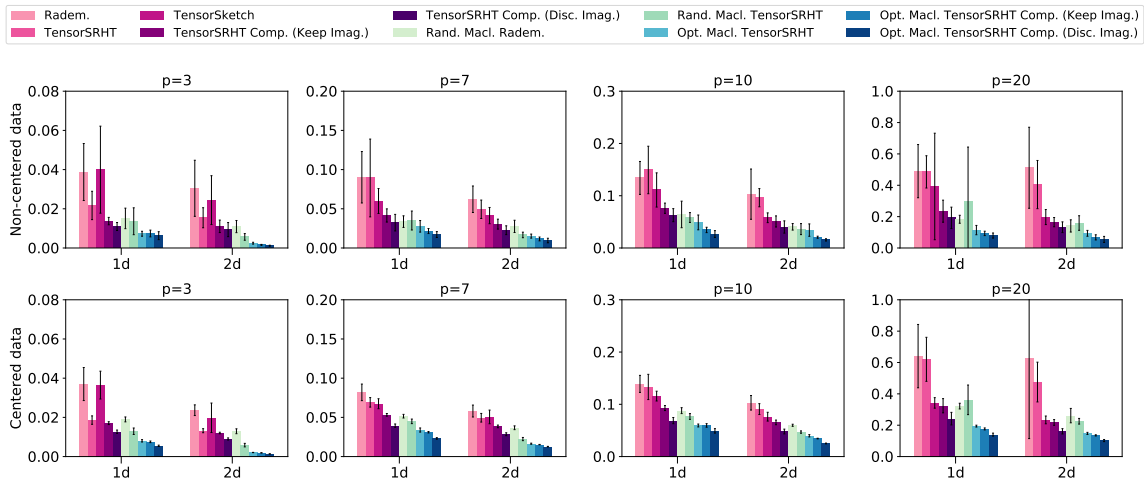 Radem. TensorSketch TensorSRHT Comp. (Disc. Imag.) Rand. Macl. TensorSRHT Opt. Macl. TensorSRHT Comp. (Keep Imag.)
TensorSRHT TensorSRHT Comp. (Keep Imag.) Rand. Macl. Radem. Opt. Macl. TensorSRHT Opt. Macl. TensorSRHT Comp. (Disc. Imag.)
p=3 p=7 p=10 p=20
Non-centered data
0.08 0.20 0.3 1.0
0.06 0.15 0.8
0.2 0.6
0.04 0.10
0.1 0.4
0.02 0.05 0.2
0.00 0.00 0.0 0.0
1d 2d 1d 2d 1d 2d 1d 2d
p=3 p=7 p=10 p=20
Centered data
0.08 0.20 0.3 1.0
0.06 0.15 0.8
0.2 0.6
0.04 0.10
0.1 0.4
0.02 0.05 0.2
0.00 0.00 0.0 0.0
1d 2d 1d 2d 1d 2d 1d 2d